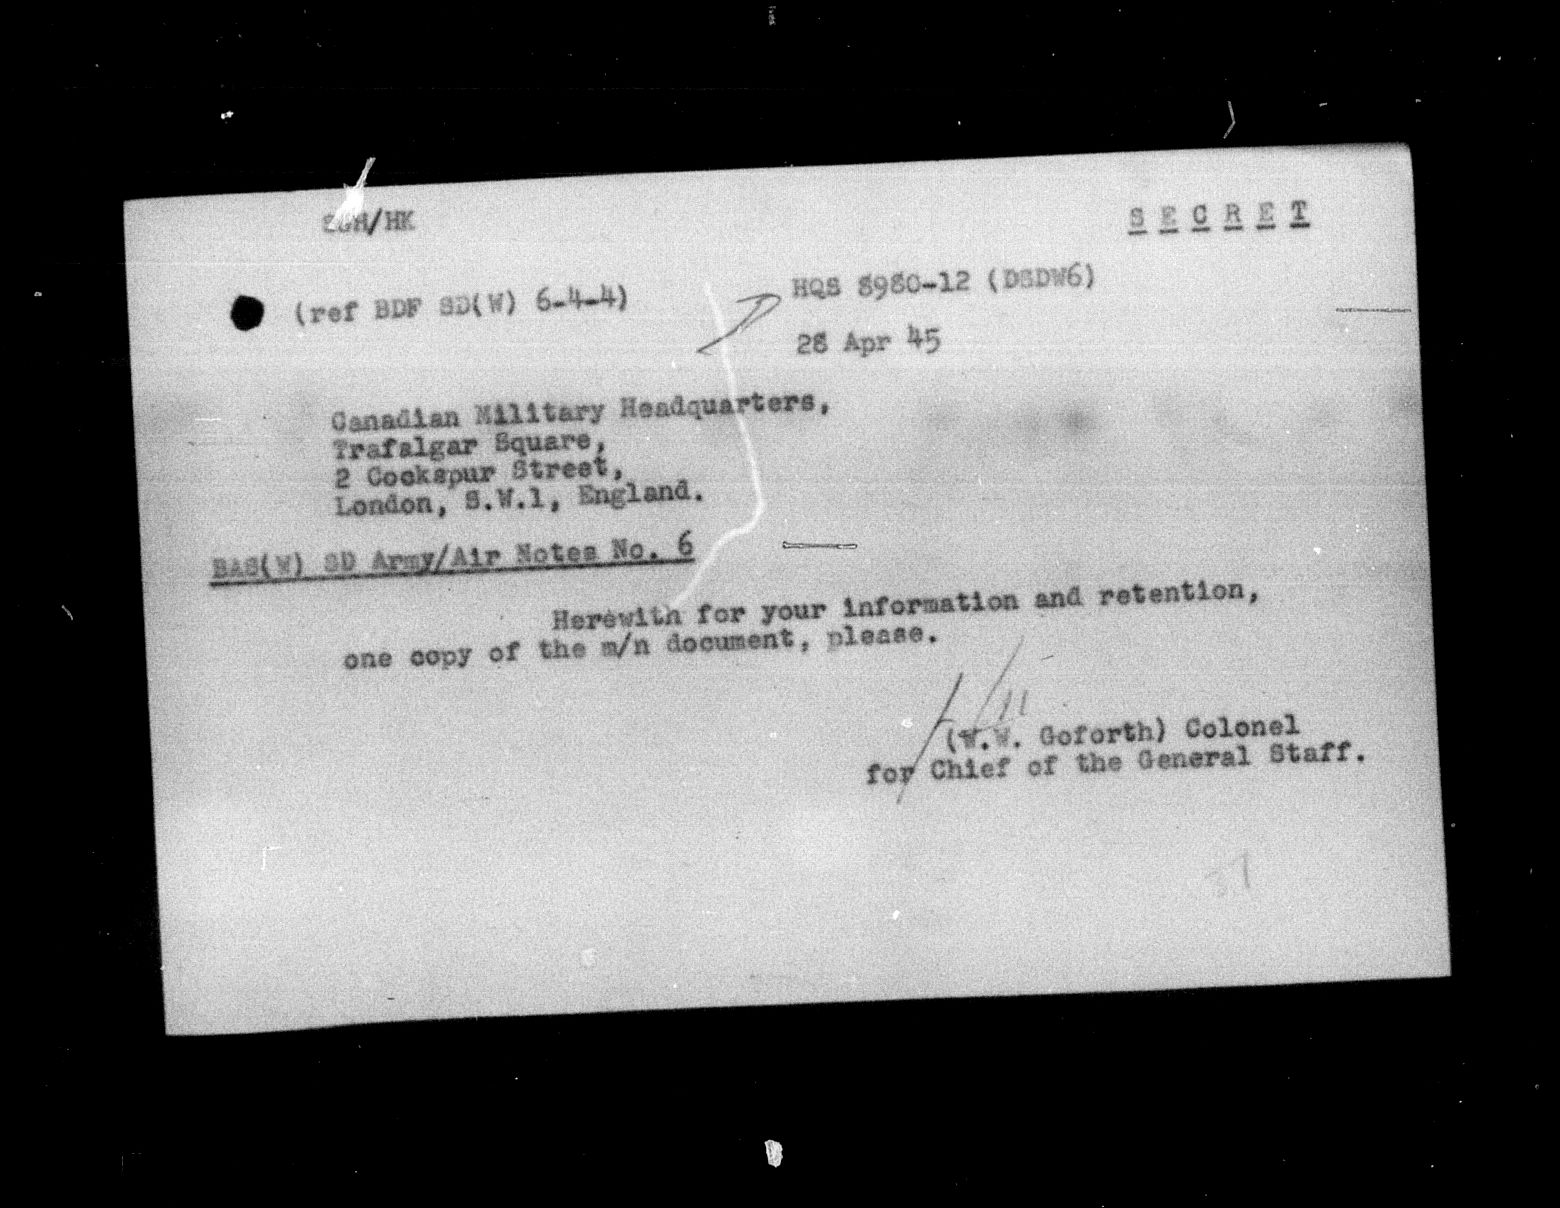 /HK
S E C R E T
(ref BDF SD(W) 6-4-4)
HQS 8980-12 (DSDW6)
28 Apr 45
Canadian Military Headquarters,
Trafalgar Square,
2 Cockspur Street,
London, S.W.1, England.
BAS(W) SD Army/Air Notes No. 6
Herewith for your information and retention,
one copy of the m/n document, please.
(W.W. Goforth) Colonel
for Chief of the General Staff.
37